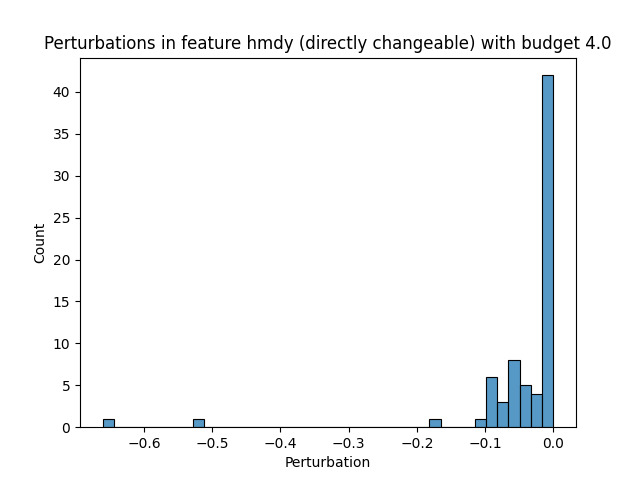 Perturbations in feature hmdy (directly changeable) with budget 4.0
Count
40
35
30
25
20
15
10
5
0
−0.6 −0.5 −0.4 −0.3 −0.2 −0.1 0.0
Perturbation